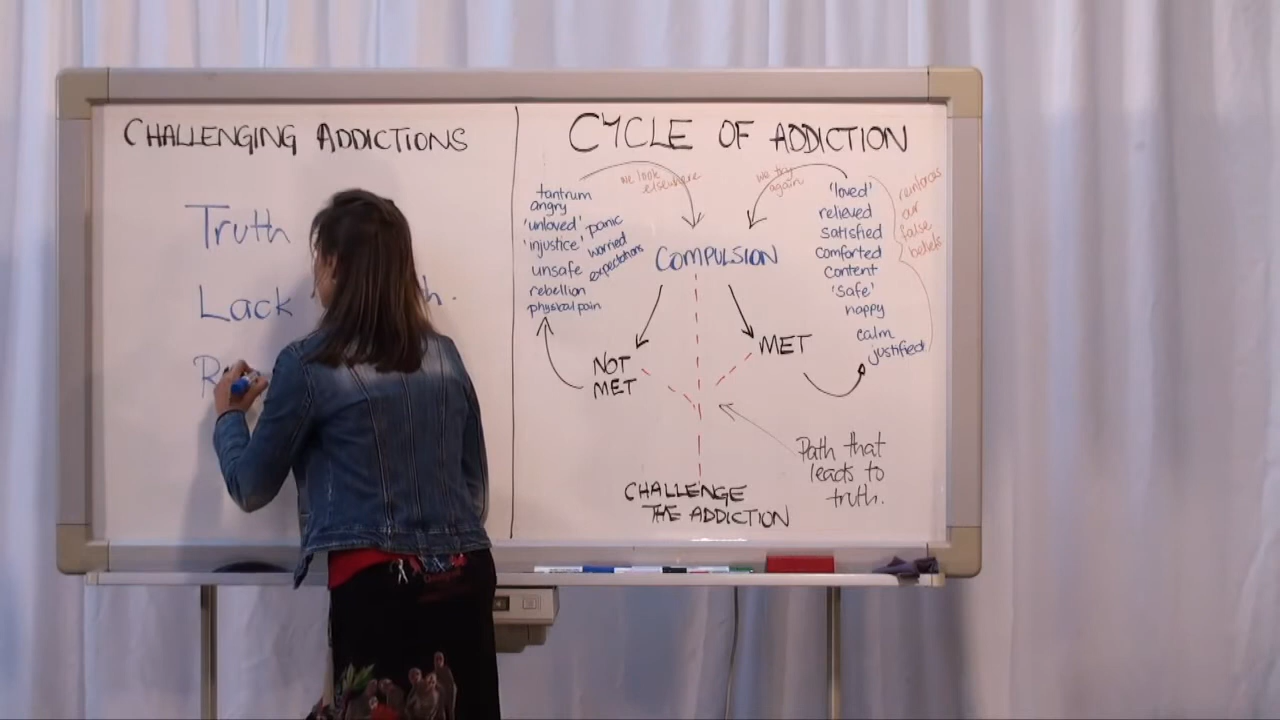 CHALLENGING ADDICTIONS
Truth
Lack
CYCLE OF ADDICTION
we look
elsewhere
we try
again
tantrum
angry
'unloved' panic
'injustice' worried
unsafe expectations
rebellion
physical pain
COMPULSION
'loved'
relieved
satisfied
comforted
content
'safe'
happy
calm
justified
reinforces
our
false
beliefs
NOT
MET
MET
Path that
leads to
truth.
CHALLENGE
THE ADDICTION